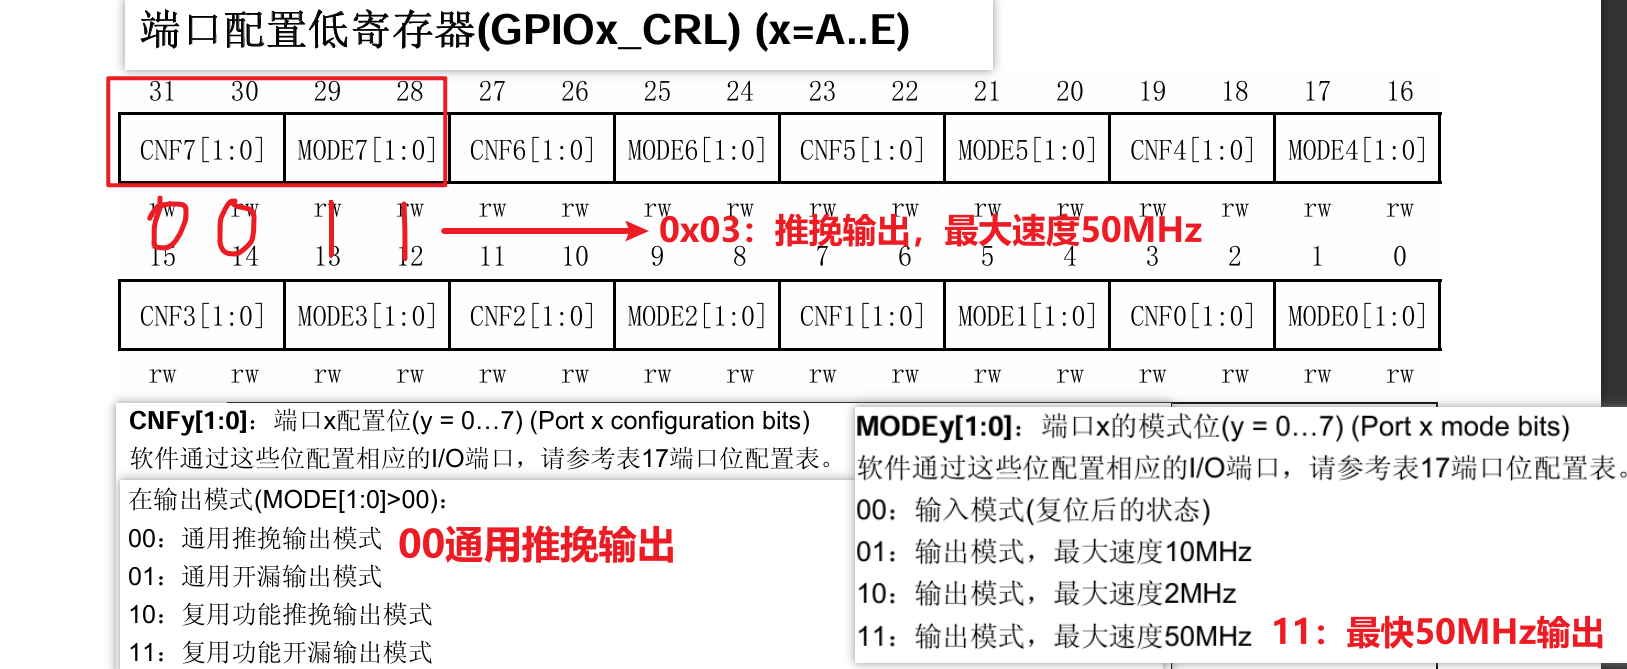 端口配置低寄存器(GPIOx_CRL) (x=A..E)
31 30 29 28 27 26 25 24 23 22 21 20 19 18 17 16
CNF7[1:0] MODE7[1:0] CNF6[1:0] MODE6[1:0] CNF5[1:0] MODE5[1:0] CNF4[1:0] MODE4[1:0]
rw rw rw rw rw rw rw rw rw rw rw rw rw rw rw rw
0 0 1 1 0x03：推挽输出，最大速度50MHz
15 14 13 12 11 10 9 8 7 6 5 4 3 2 1 0
CNF3[1:0] MODE3[1:0] CNF2[1:0] MODE2[1:0] CNF1[1:0] MODE1[1:0] CNF0[1:0] MODE0[1:0]
rw rw rw rw rw rw rw rw rw rw rw rw rw rw rw rw
CNFy[1:0]：端口x配置位(y = 0…7) (Port x configuration bits)
软件通过这些位配置相应的I/O端口，请参考表17端口位配置表。
在输出模式(MODE[1:0]>00)：
00：通用推挽输出模式
00通用推挽输出
01：通用开漏输出模式
10：复用功能推挽输出模式
11：复用功能开漏输出模式
MODEy[1:0]：端口x的模式位(y = 0…7) (Port x mode bits)
软件通过这些位配置相应的I/O端口，请参考表17端口位配置表。
00：输入模式(复位后的状态)
01：输出模式，最大速度10MHz
10：输出模式，最大速度2MHz
11：输出模式，最大速度50MHz
11：最快50MHz输出